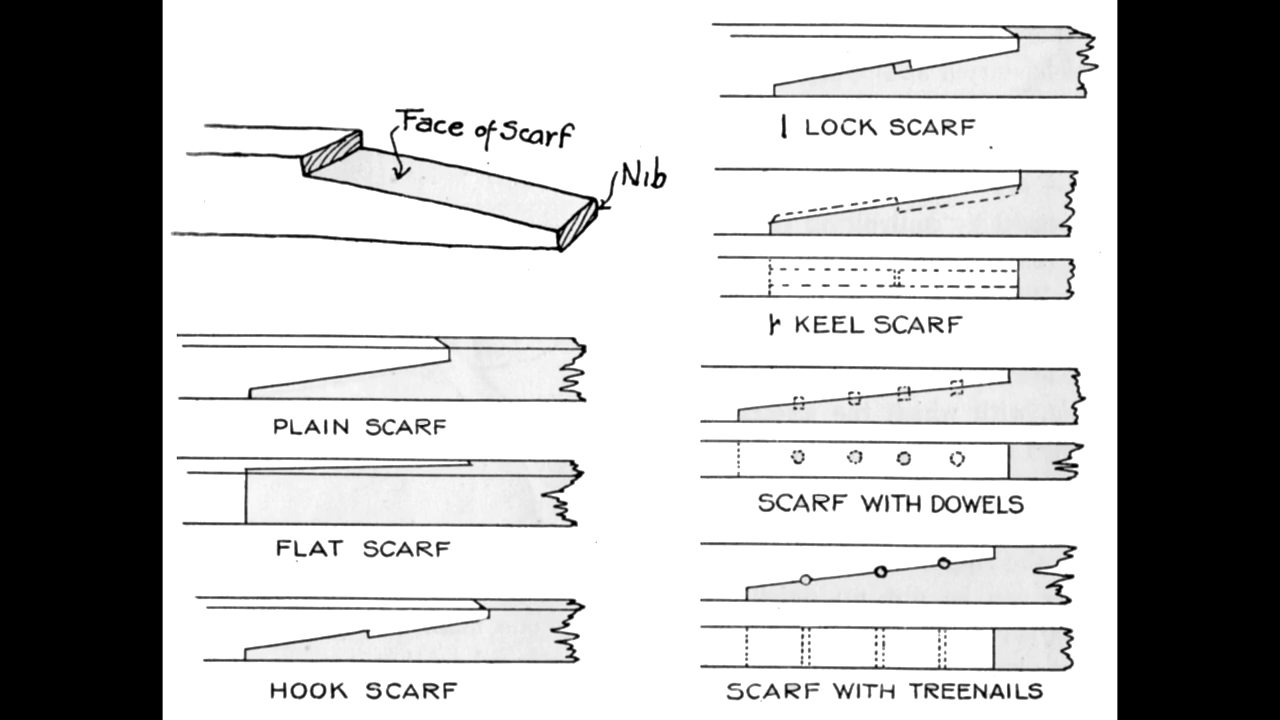 Face of Scarf
Nib
PLAIN SCARF
FLAT SCARF
HOOK SCARF
LOCK SCARF
KEEL SCARF
SCARF WITH DOWELS
SCARF WITH TREENAILS